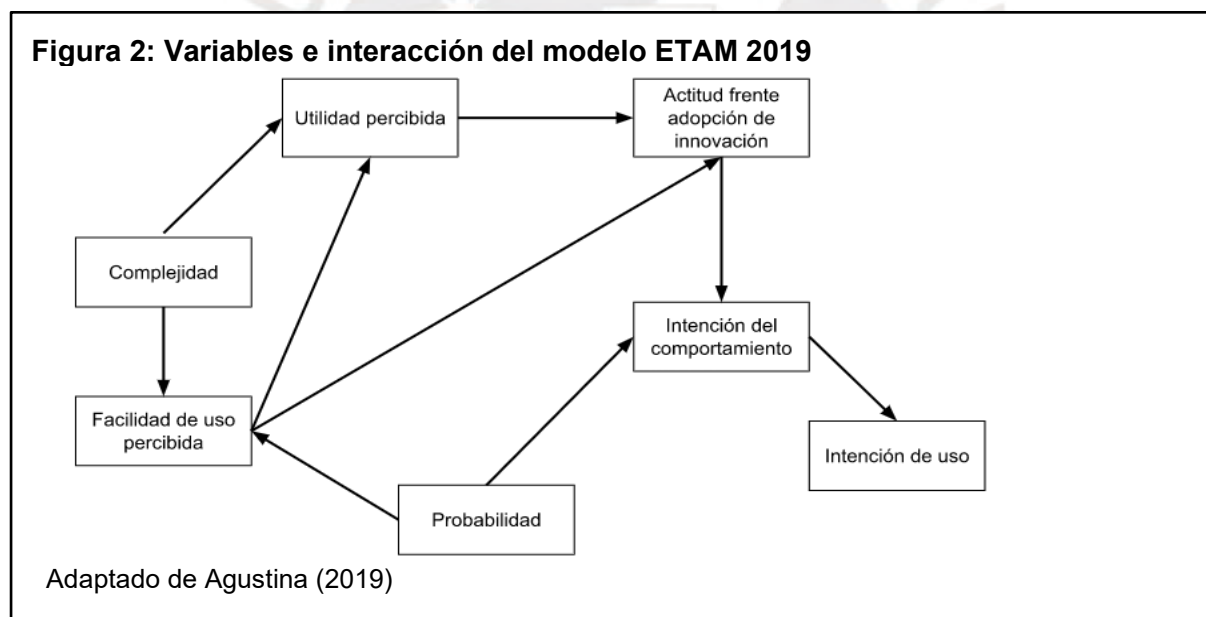 Figura 2: Variables e interacción del modelo ETAM 2019
Utilidad percibida
Actitud frente
adopción de
innovación
Complejidad
Intención del
comportamiento
Facilidad de uso
percibida
Intención de uso
Probabilidad
Adaptado de Agustina (2019)